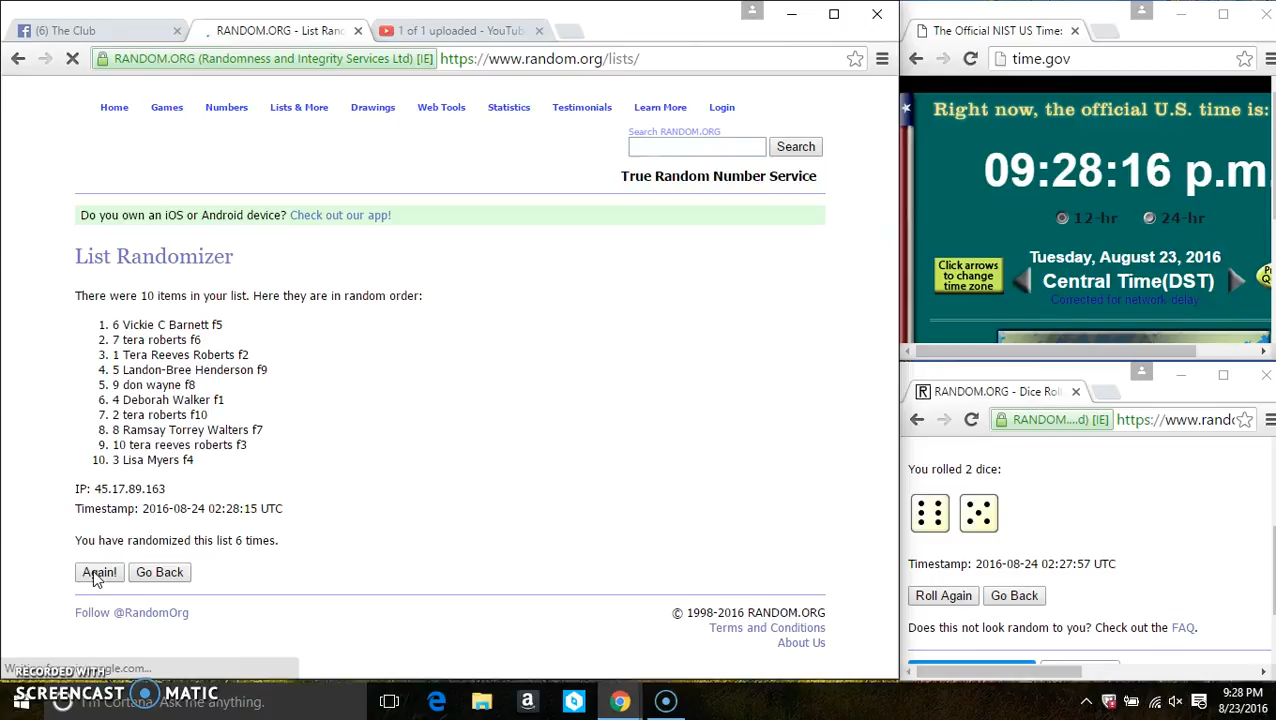 (6) The Club
RANDOM.ORG - List Rand
1 of 1 uploaded - YouTub
RANDOM.ORG (Randomness and Integrity Services Ltd) [IE]
https://www.random.org/lists/
Home Games Numbers Lists & More Drawings Web Tools Statistics Testimonials Learn More Login
Search RANDOM.ORG
Search
True Random Number Service
Do you own an iOS or Android device? Check out our app!
List Randomizer
There were 10 items in your list. Here they are in random order:
1. 6 Vickie C Barnett f5
2. 7 tera roberts f6
3. 1 Tera Reeves Roberts f2
4. 5 Landon-Bree Henderson f9
5. 9 don wayne f8
6. 4 Deborah Walker f1
7. 2 tera roberts f10
8. 8 Ramsay Torrey Walters f7
9. 10 tera reeves roberts f3
10. 3 Lisa Myers f4
IP: 45.17.89.163
Timestamp: 2016-08-24 02:28:15 UTC
You have randomized this list 6 times.
Again! Go Back
Follow @RandomOrg
© 1998-2016 RANDOM.ORG
Terms and Conditions
About Us
RECORDED WITH
SCREENCAST MATIC
me anything.
The Official NIST US Time:
time.gov
Right now, the official U.S. time is:
09:28:16 p.m.
12-hr 24-hr
Tuesday, August 23, 2016
Click arrows
to change
time zone
Central Time(DST)
Corrected for network delay
RANDOM.ORG - Dice Roll
RANDOM....d) [IE]
https://www.rand
You rolled 2 dice:
Timestamp: 2016-08-24 02:27:57 UTC
Roll Again Go Back
Does this not look random to you? Check out the FAQ.
9:28 PM
8/23/2016